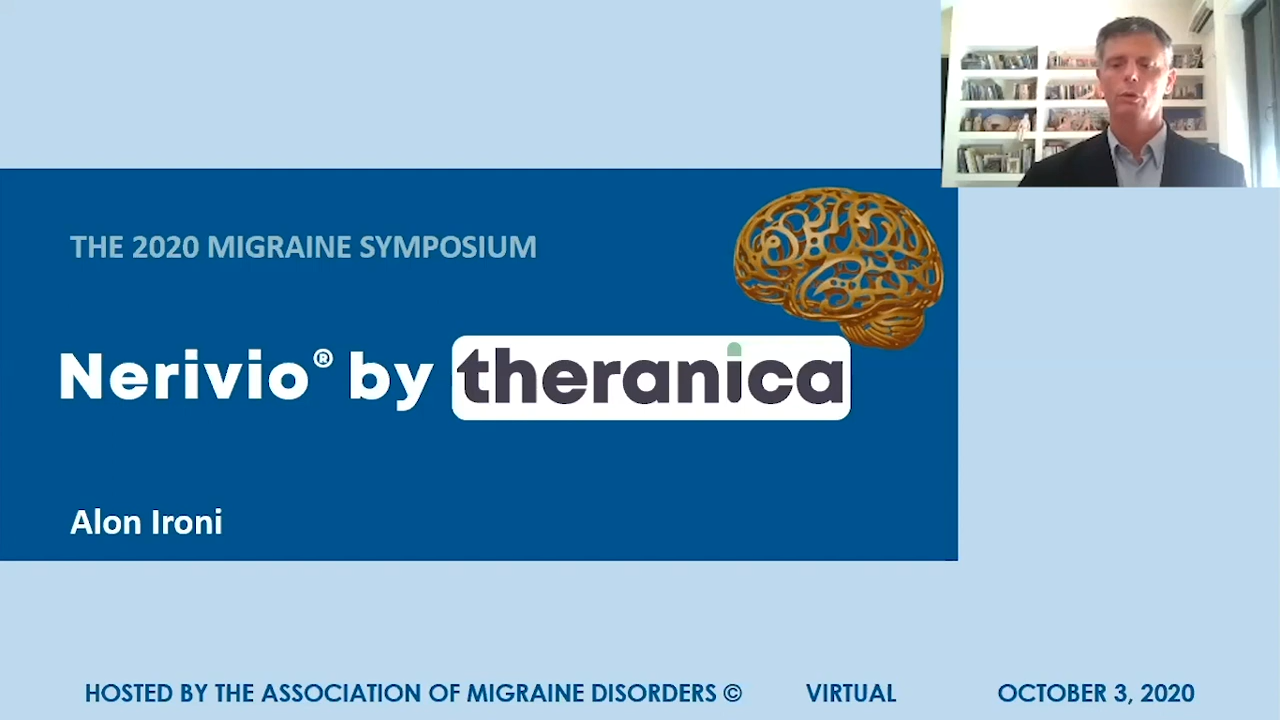 THE 2020 MIGRAINE SYMPOSIUM
Nerivio® by theranica
Alon Ironi
HOSTED BY THE ASSOCIATION OF MIGRAINE DISORDERS © VIRTUAL OCTOBER 3, 2020